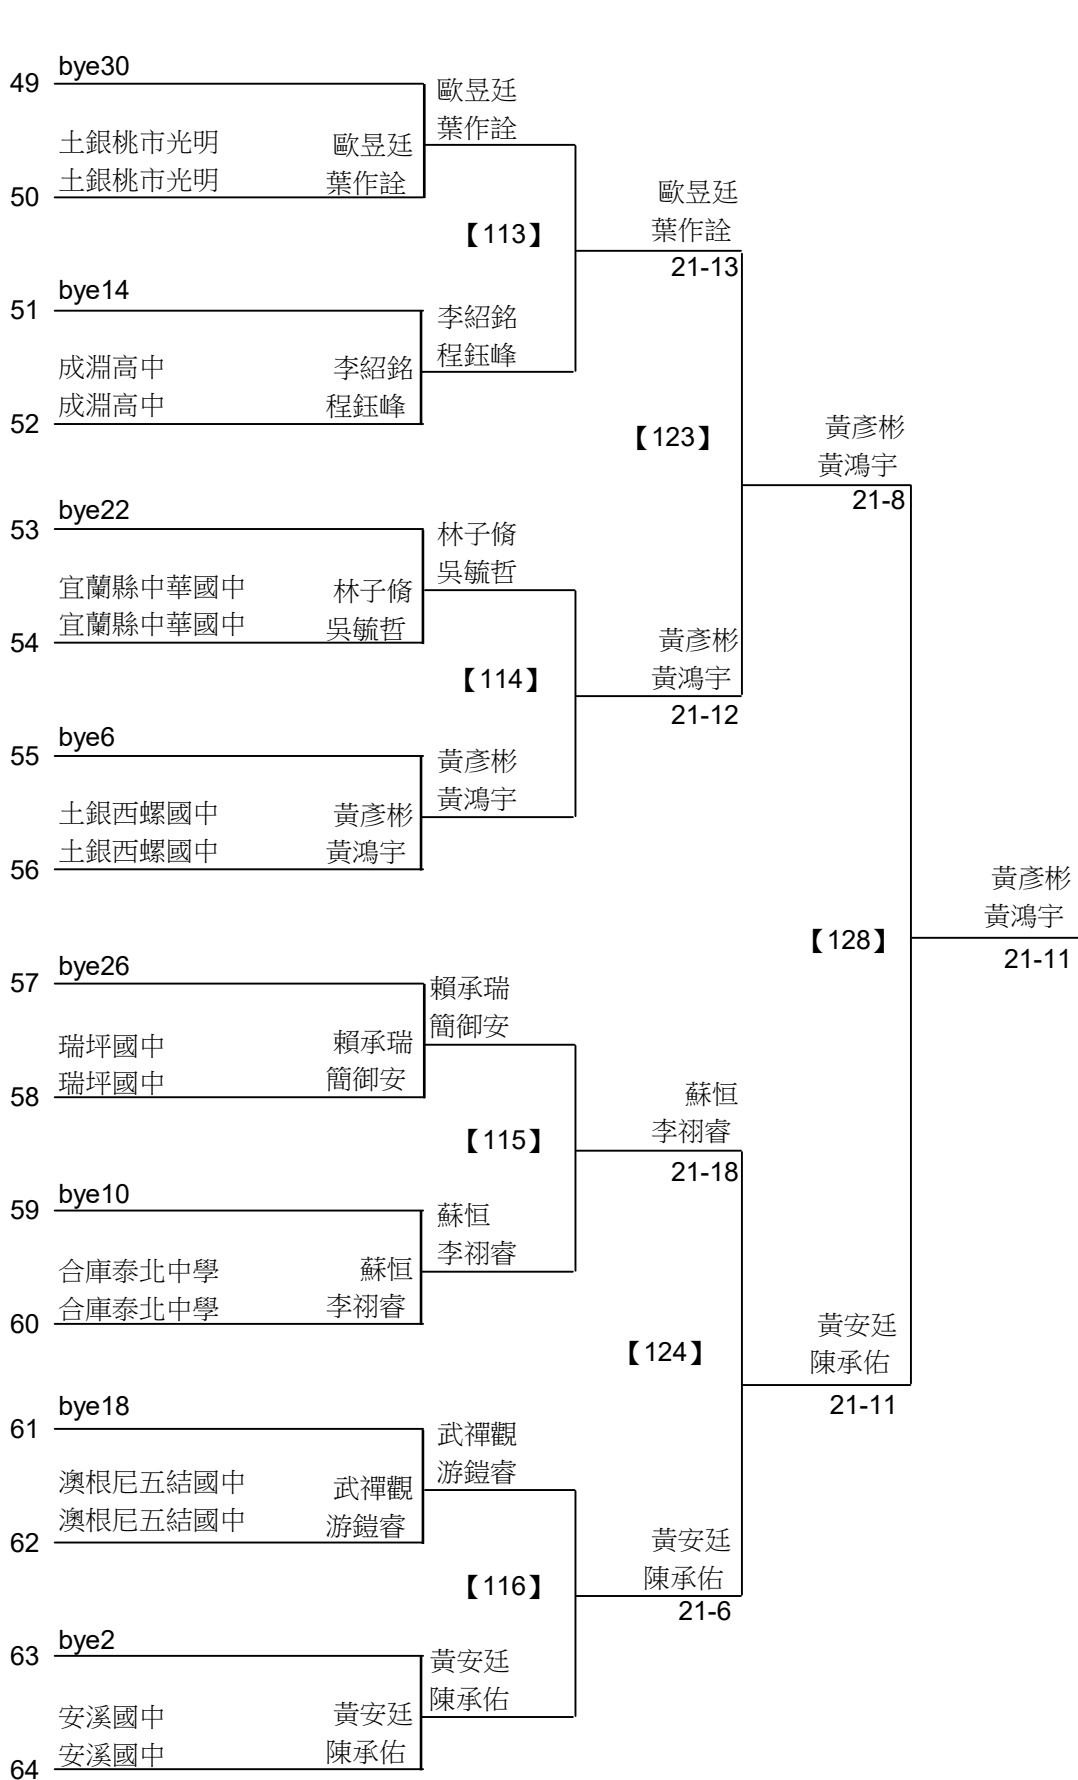 49 bye30
歐昱廷
葉作詮
土銀桃市光明 歐昱廷
50 土銀桃市光明 葉作詮
歐昱廷
葉作詮
【113】
21-13
51 bye14
李紹銘
程鈺峰
成淵高中 李紹銘
52 成淵高中 程鈺峰
【123】
黃彥彬
黃鴻宇
21-8
53 bye22
林子脩
吳毓哲
宜蘭縣中華國中 林子脩
54 宜蘭縣中華國中 吳毓哲
黃彥彬
黃鴻宇
【114】
21-12
55 bye6
黃彥彬
黃鴻宇
土銀西螺國中 黃彥彬
56 土銀西螺國中 黃鴻宇
黃彥彬
黃鴻宇
【128】
21-11
57 bye26
賴承瑞
簡御安
瑞坪國中 賴承瑞
58 瑞坪國中 簡御安
蘇恒
李祤睿
【115】
21-18
59 bye10
蘇恒
李祤睿
合庫泰北中學 蘇恒
60 合庫泰北中學 李祤睿
【124】
黃安廷
陳承佑
21-11
61 bye18
武禪觀
游鎧睿
澳根尼五結國中 武禪觀
62 澳根尼五結國中 游鎧睿
黃安廷
陳承佑
【116】
21-6
63 bye2
黃安廷
陳承佑
安溪國中 黃安廷
64 安溪國中 陳承佑